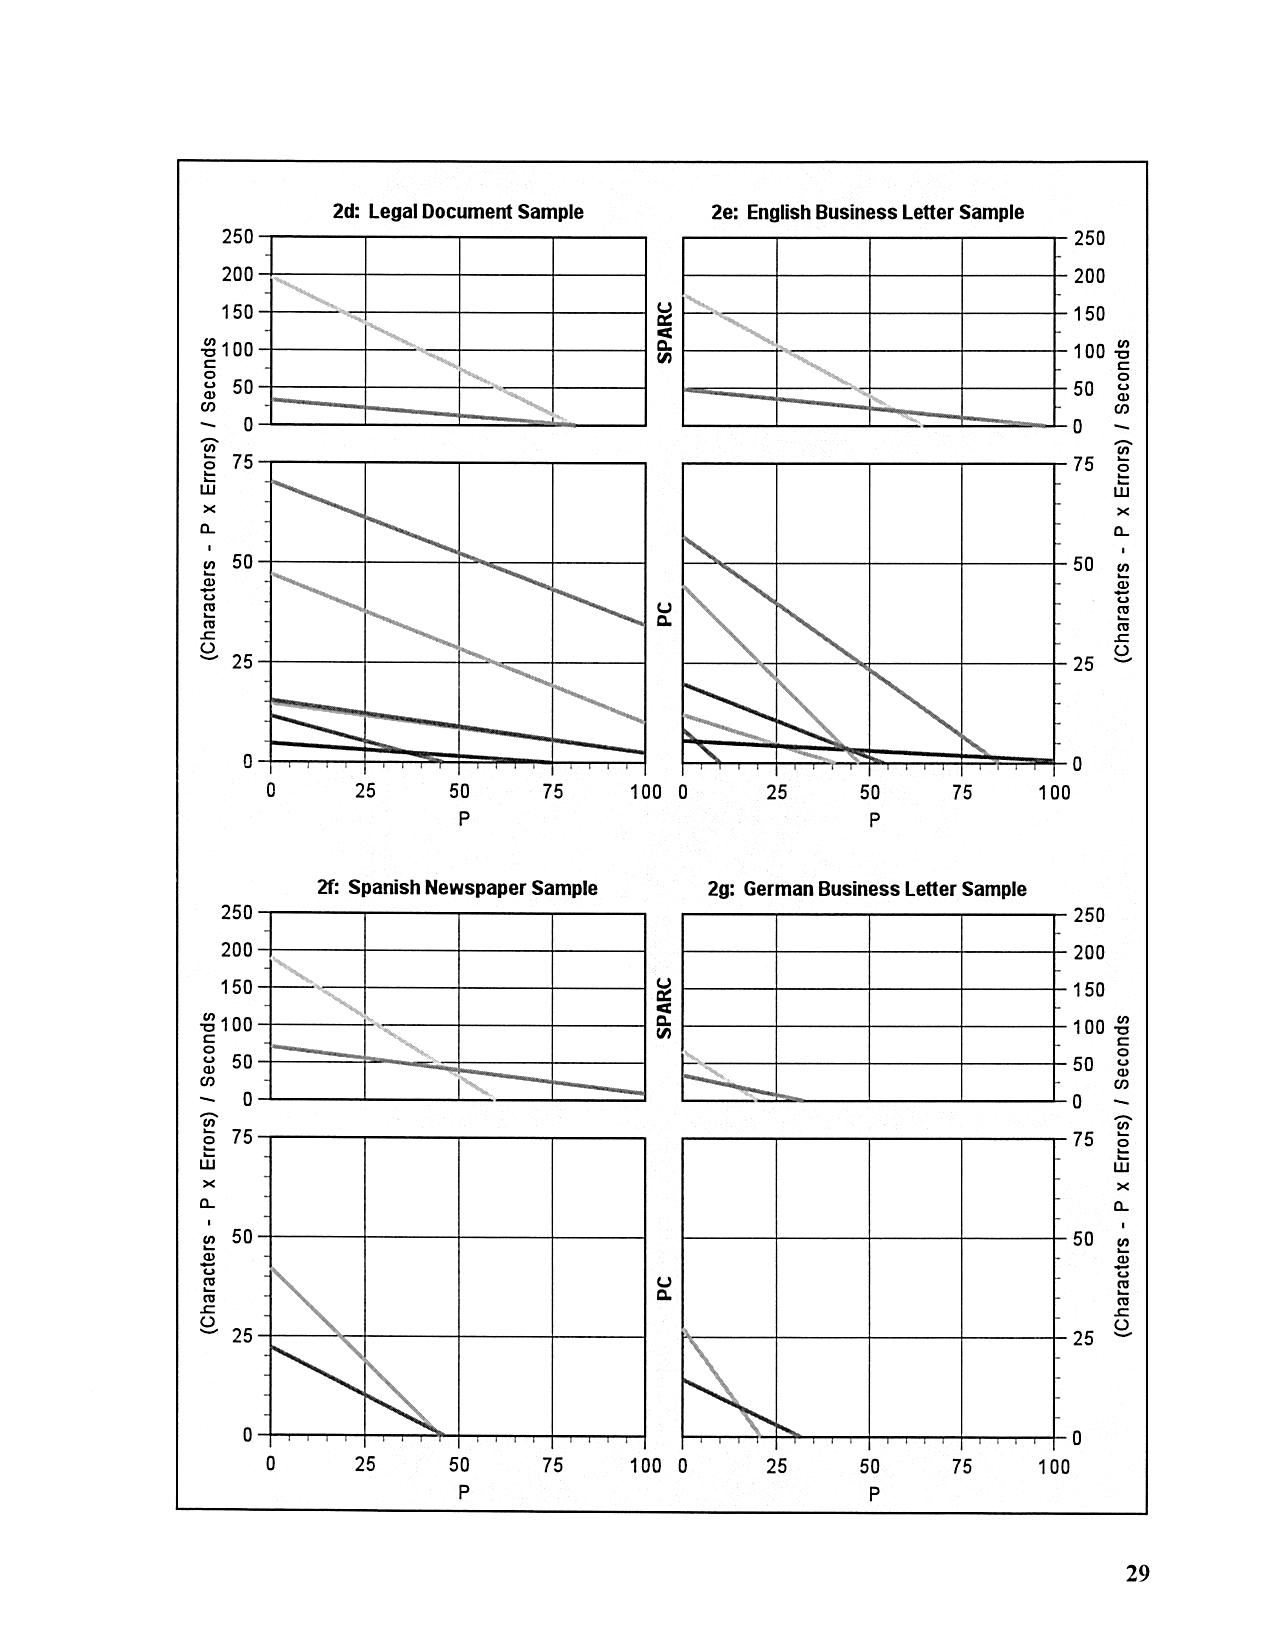 2d: Legal Document Sample
250
200
150
100
50
0
SPARC
75
50
25
0
PC
(Characters - P x Errors) / Seconds
0 25 50 75 100
P
2e: English Business Letter Sample
250
200
150
100
50
0
75
50
25
0
(Characters - P x Errors) / Seconds
0 25 50 75 100
P
2f: Spanish Newspaper Sample
250
200
150
100
50
0
SPARC
75
50
25
0
PC
(Characters - P x Errors) / Seconds
0 25 50 75 100
P
2g: German Business Letter Sample
250
200
150
100
50
0
75
50
25
0
(Characters - P x Errors) / Seconds
0 25 50 75 100
P
29